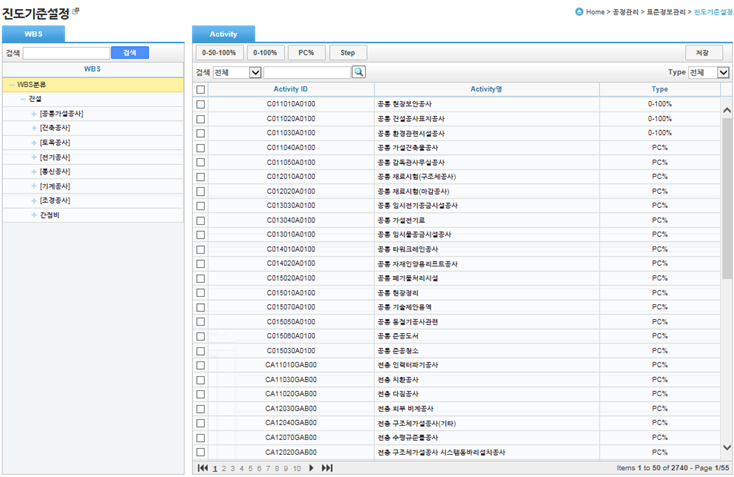 진도기준설정
Home > 공정관리 > 표준정보관리 > 진도기준설정
WBS
검색 검색
WBS
WBS분류
건설
[공통가설공사]
[건축공사]
[토목공사]
[전기공사]
[통신공사]
[기계공사]
[조경공사]
간접비
Activity
0-50-100% 0-100% PC% Step 저장
검색 전체 Type 전체
Activity ID Activity명 Type
C011010A0100 공통 현장보안공사 0-100%
C011020A0100 공통 건설공사표지공사 0-100%
C011030A0100 공통 환경관련시설공사 0-100%
C011040A0100 공통 가설건축물공사 PC%
C011050A0100 공통 감독관사무실공사 PC%
C012010A0100 공통 재료시험(구조체공사) PC%
C012020A0100 공통 재료시험(마감공사) PC%
C013030A0100 공통 임시전기공급시설공사 PC%
C013040A0100 공통 가설전기료 PC%
C013010A0100 공통 임시물공급시설공사 PC%
C014010A0100 공통 타워크레인공사 PC%
C014020A0100 공통 자재인양용리프트공사 PC%
C015020A0100 공통 폐기물처리시설 PC%
C015010A0100 공통 현장정리 PC%
C015070A0100 공통 기술제안용역 PC%
C015050A0100 공통 동절기공사관련 PC%
C015060A0100 공통 준공도서 PC%
C015030A0100 공통 준공청소 PC%
CA11010GAB00 전층 인력터파기공사 PC%
CA11030GAB00 전층 치환공사 PC%
CA11020GAB00 전층 다짐공사 PC%
CA12030GAB00 전층 외부 비계공사 PC%
CA12040GAB00 전층 구조체가설공사(기타) PC%
CA12070GAB00 전층 수평규준틀공사 PC%
CA12020GAB00 전층 구조체가설공사 시스템동바리설치공사 PC%
1 2 3 4 5 6 7 8 9 10 Items 1 to 50 of 2740 - Page 1/55